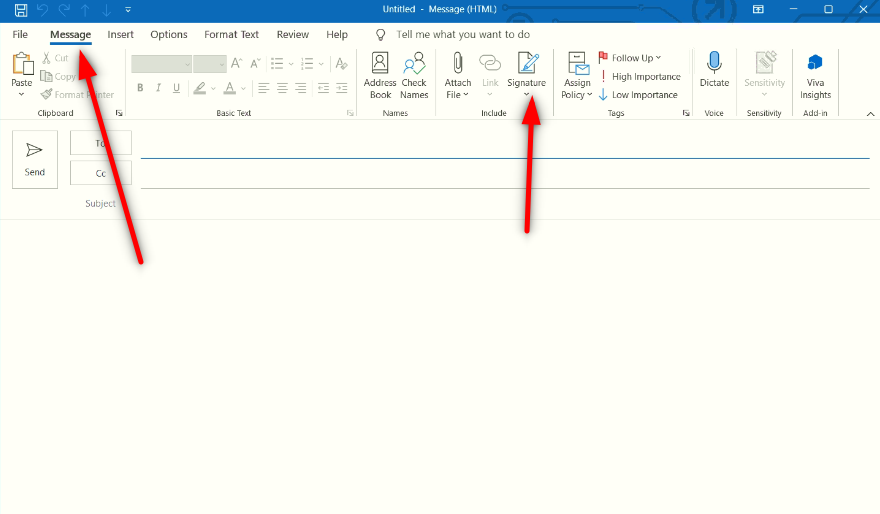 Untitled - Message (HTML)
File Message Insert Options Format Text Review Help Tell me what you want to do
Paste
Cut
Copy
Format Painter
Clipboard
B I U A
Basic Text
Address Book
Check Names
Names
Attach File
Link
Signature
Include
Assign Policy
Follow Up
High Importance
Low Importance
Tags
Dictate
Voice
Sensitivity
Sensitivity
Viva Insights
Add-in
Send
To
Cc
Subject